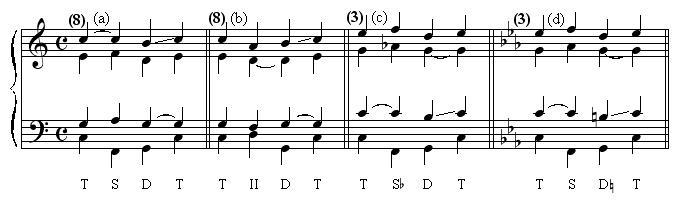 (8) (a) (8) (b) (3) (c) (3) (d)
T S D T T II D T T S♭ D T T S D♮ T